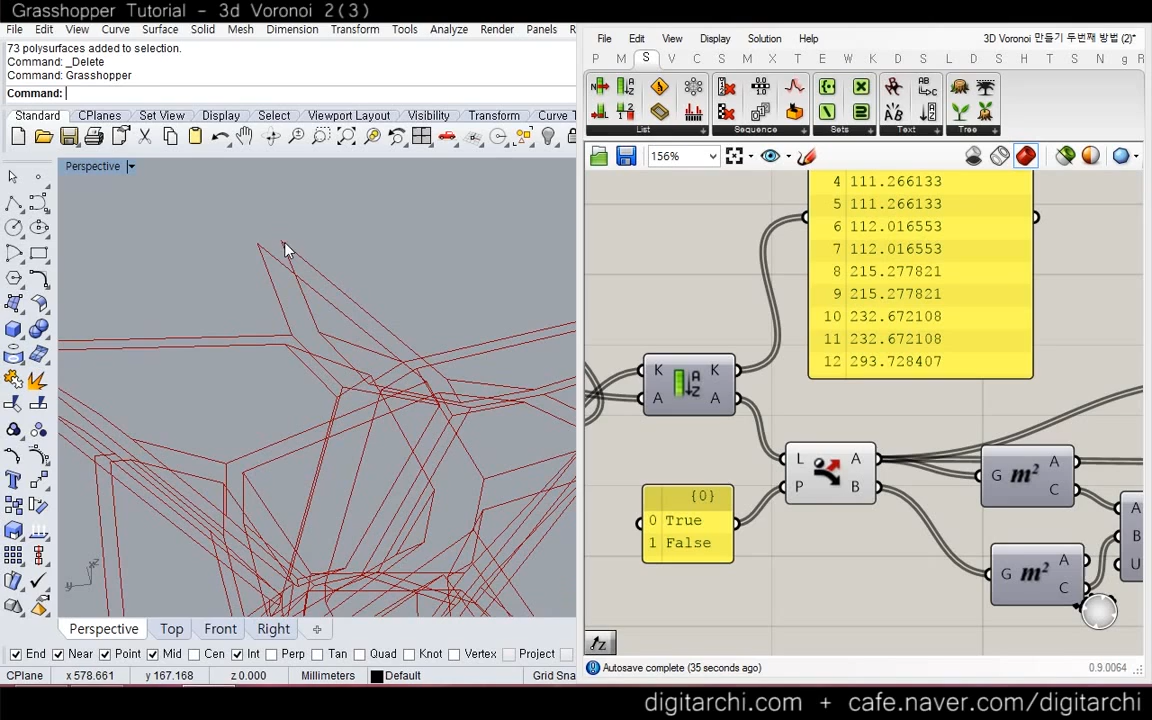 Grasshopper Tutorial - 3d Voronoi 2(3)
File Edit View Curve Surface Solid Mesh Dimension Transform Tools Analyze Render Panels
73 polysurfaces added to selection.
Command: _Delete
Command: Grasshopper
Command:
Standard CPlanes Set View Display Select Viewport Layout Visibility Transform Curve
Perspective
Perspective Top Front Right
End Near Point Mid Cen Int Perp Tan Quad Knot Vertex Project
CPlane x 578.661 y 167.168 z 0.000 Millimeters Default Grid Sna
File Edit View Display Solution Help 3D Voronoi 만들기 두번째 방법 (2)*
P M S V C S M X T E W K A D L N g
List Sequence Sets Text Tree
156%
4 111.266133
5 111.266133
6 112.016553
7 112.016553
8 215.277821
9 215.277821
10 232.672108
11 232.672108
12 293.728407
K K
A A
A
Z
L A
P B
{0}
0 True
1 False
G m² A
C
G m² A
C
A
B
U
Autosave complete (35 seconds ago) 0.9.0064
digitarchi.com + cafe.naver.com/digitarchi